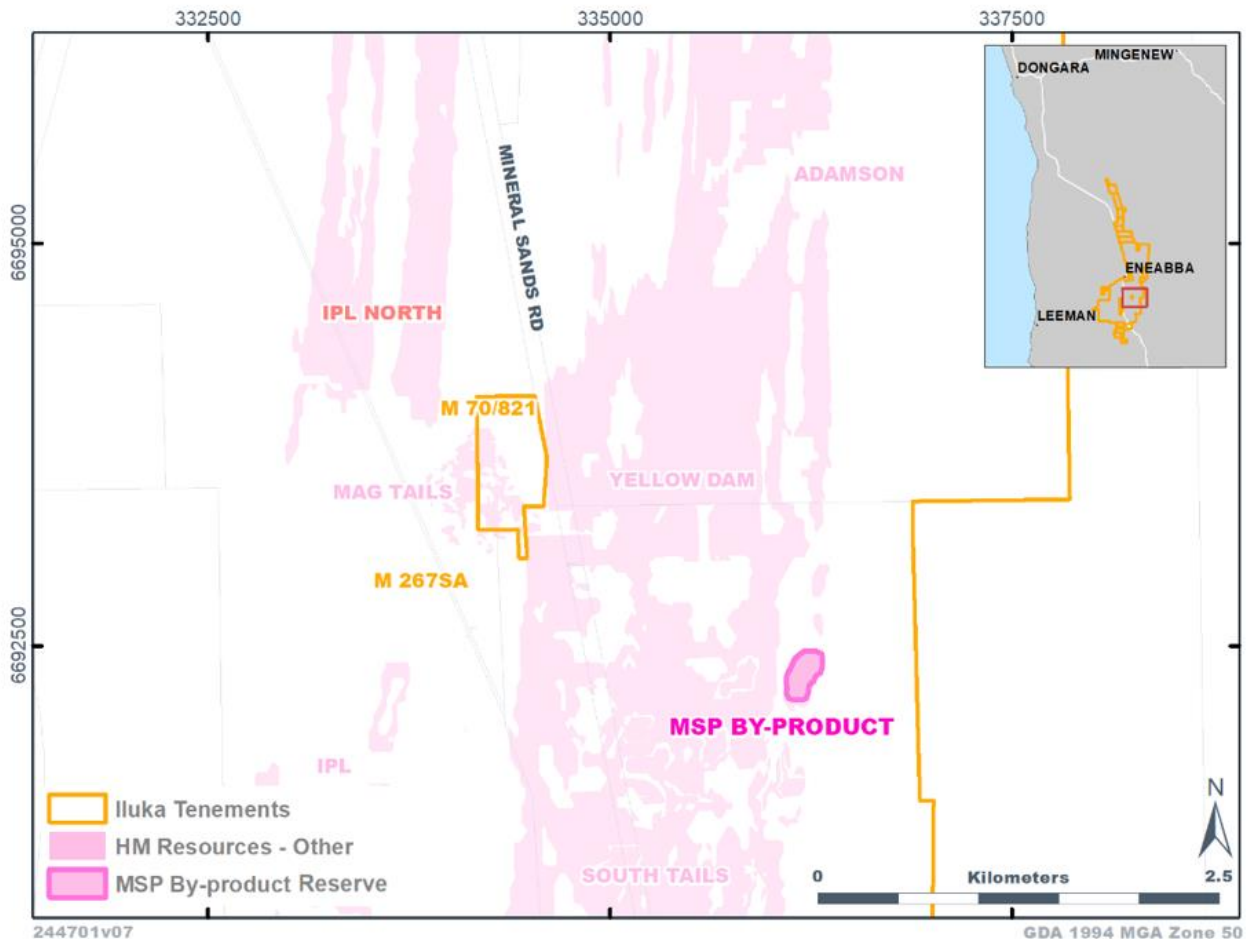 332500
335000
337500
MINGENEW
DONGARA
ENEABBA
LEEMAN
6695000
6692500
MINERAL SANDS RD
ADAMSON
IPL NORTH
M 70/821
MAG TAILS
YELLOW DAM
M 267SA
MSP BY-PRODUCT
IPL
SOUTH TAILS
Iluka Tenements
HM Resources - Other
MSP By-product Reserve
N
0 Kilometers 2.5
244701v07
GDA 1994 MGA Zone 50